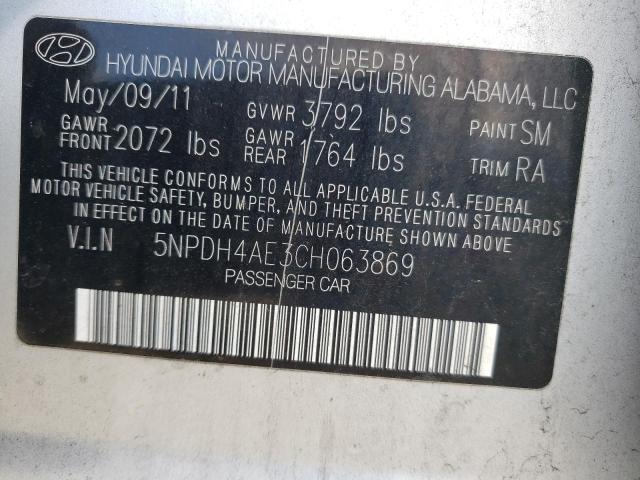 MANUFACTURED BY
HYUNDAI MOTOR MANUFACTURING ALABAMA, LLC
May/09/11 GVWR 3792 lbs PAINT SM
GAWR FRONT 2072 lbs GAWR REAR 1764 lbs TRIM RA
THIS VEHICLE CONFORMS TO ALL APPLICABLE U.S.A. FEDERAL
MOTOR VEHICLE SAFETY, BUMPER, AND THEFT PREVENTION STANDARDS
IN EFFECT ON THE DATE OF MANUFACTURE SHOWN ABOVE
V.I.N 5NPDH4AE3CH063869
PASSENGER CAR